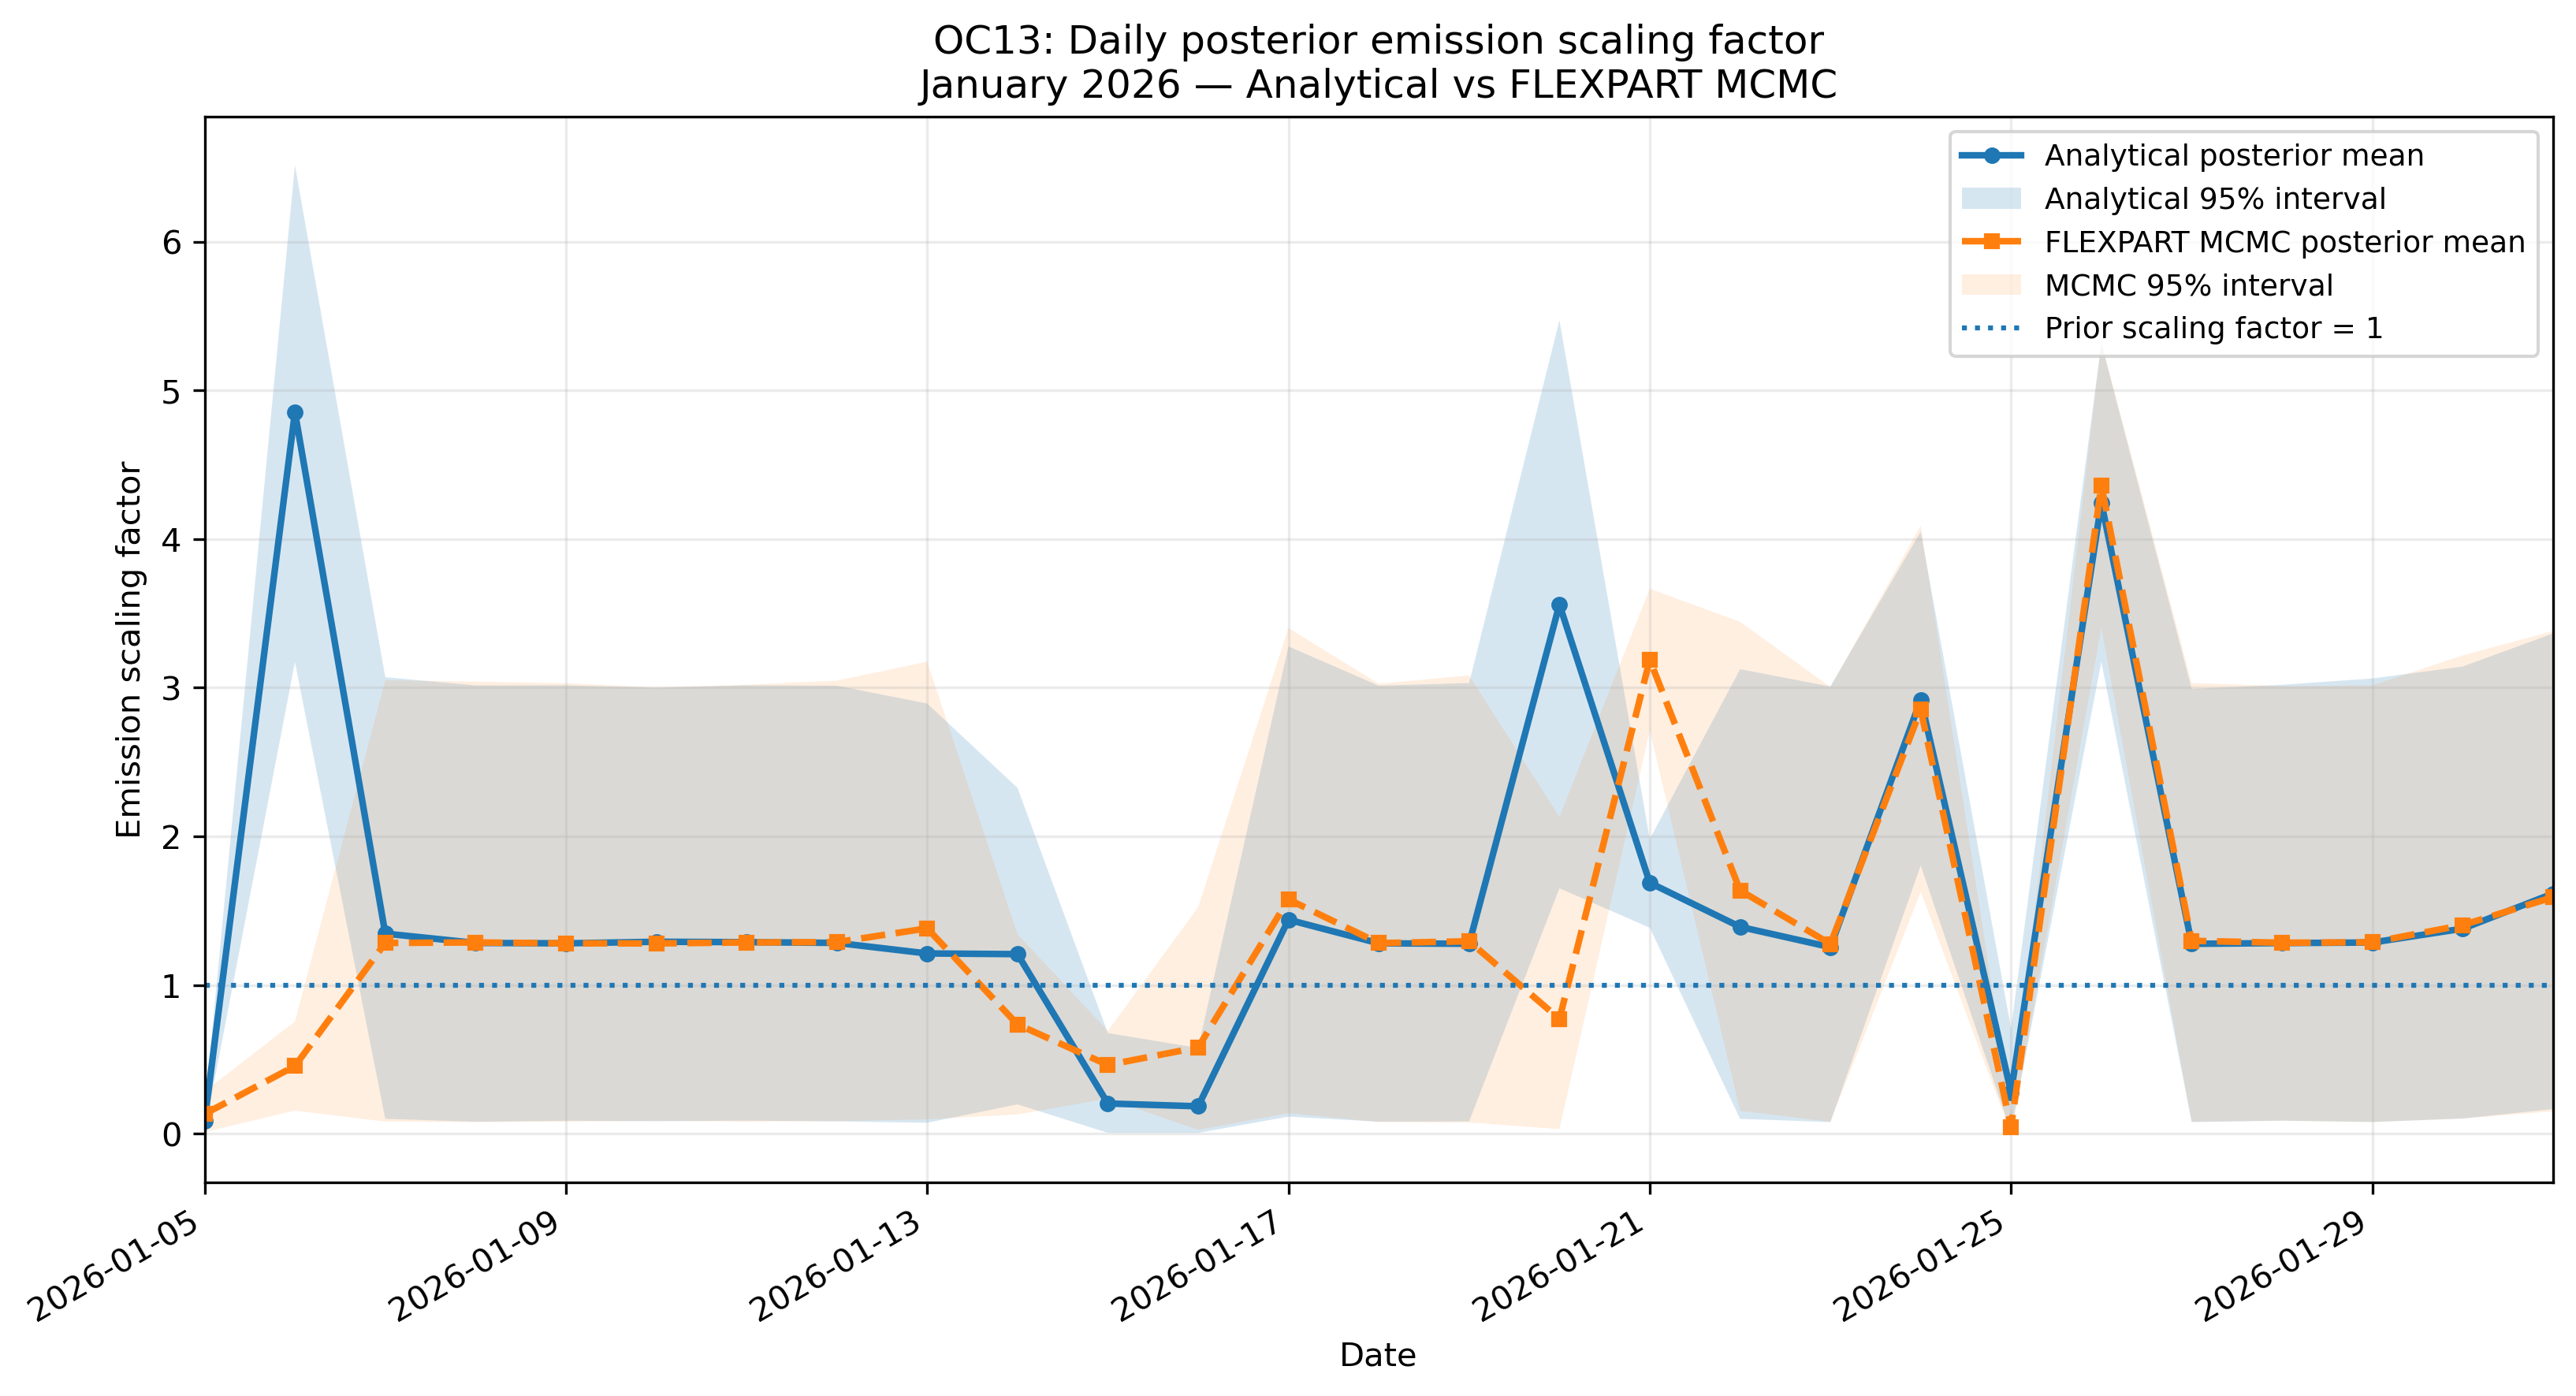 OC13: Daily posterior emission scaling factor
January 2026 — Analytical vs FLEXPART MCMC
Analytical posterior mean
Analytical 95% interval
FLEXPART MCMC posterior mean
MCMC 95% interval
Prior scaling factor = 1
Emission scaling factor
6
5
4
3
2
1
0
2026-01-05
2026-01-09
2026-01-13
2026-01-17
2026-01-21
2026-01-25
2026-01-29
Date